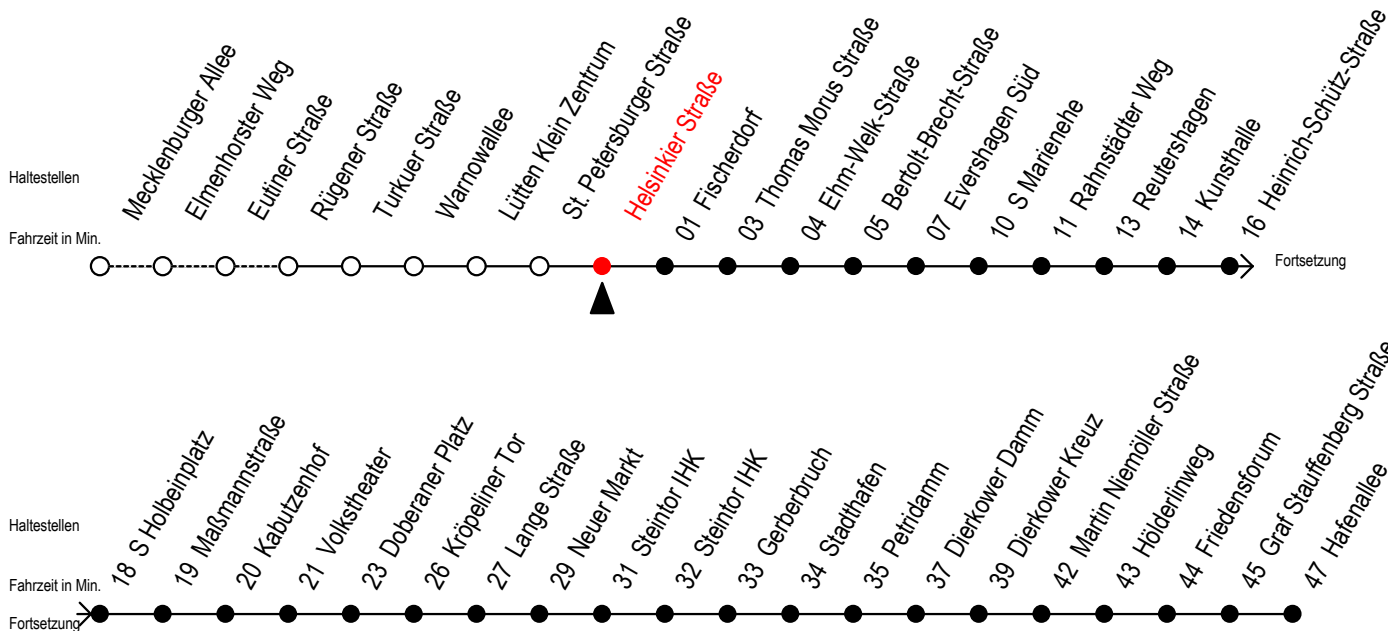 Haltestellen
Mecklenburger Allee
Elmenhorster Weg
Eutiner Straße
Rügener Straße
Turkuer Straße
Warnowallee
Lütten Klein Zentrum
St. Petersburger Straße
Helsinkier Straße
01 Fischerdorf
03 Thomas Morus Straße
04 Ehm-Welk-Straße
05 Bertolt-Brecht-Straße
07 Evershagen Süd
10 S Marienehe
11 Rahnstädter Weg
13 Reutershagen
14 Kunsthalle
16 Heinrich-Schütz-Straße
Fahrzeit in Min.
Fortsetzung
Haltestellen
18 S Holbeinplatz
19 Maßmannstraße
20 Kabutzenhof
21 Volkstheater
23 Doberaner Platz
26 Kröpeliner Tor
27 Lange Straße
29 Neuer Markt
31 Steintor IHK
32 Steintor IHK
33 Gerberbruch
34 Stadthafen
35 Petridamm
37 Dierkower Damm
39 Dierkower Kreuz
42 Martin Niemöller Straße
43 Hölderlinweg
44 Friedensforum
45 Graf Stauffenberg Straße
47 Hafenallee
Fahrzeit in Min.
Fortsetzung